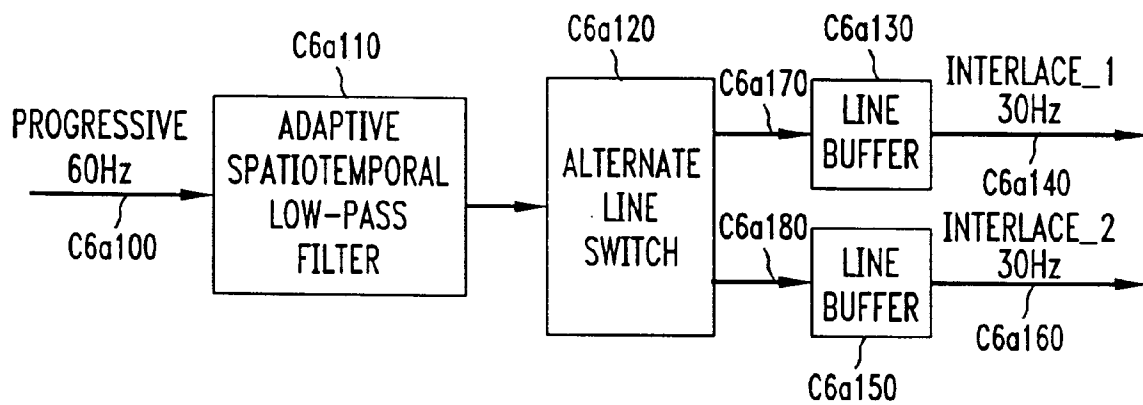 C6a110
C6a120
C6a130
PROGRESSIVE
60Hz
C6a100
ADAPTIVE
SPATIOTEMPORAL
LOW-PASS
FILTER
ALTERNATE
LINE
SWITCH
C6a170
LINE
BUFFER
INTERLACE_1
30Hz
C6a140
C6a180
LINE
BUFFER
INTERLACE_2
30Hz
C6a160
C6a150